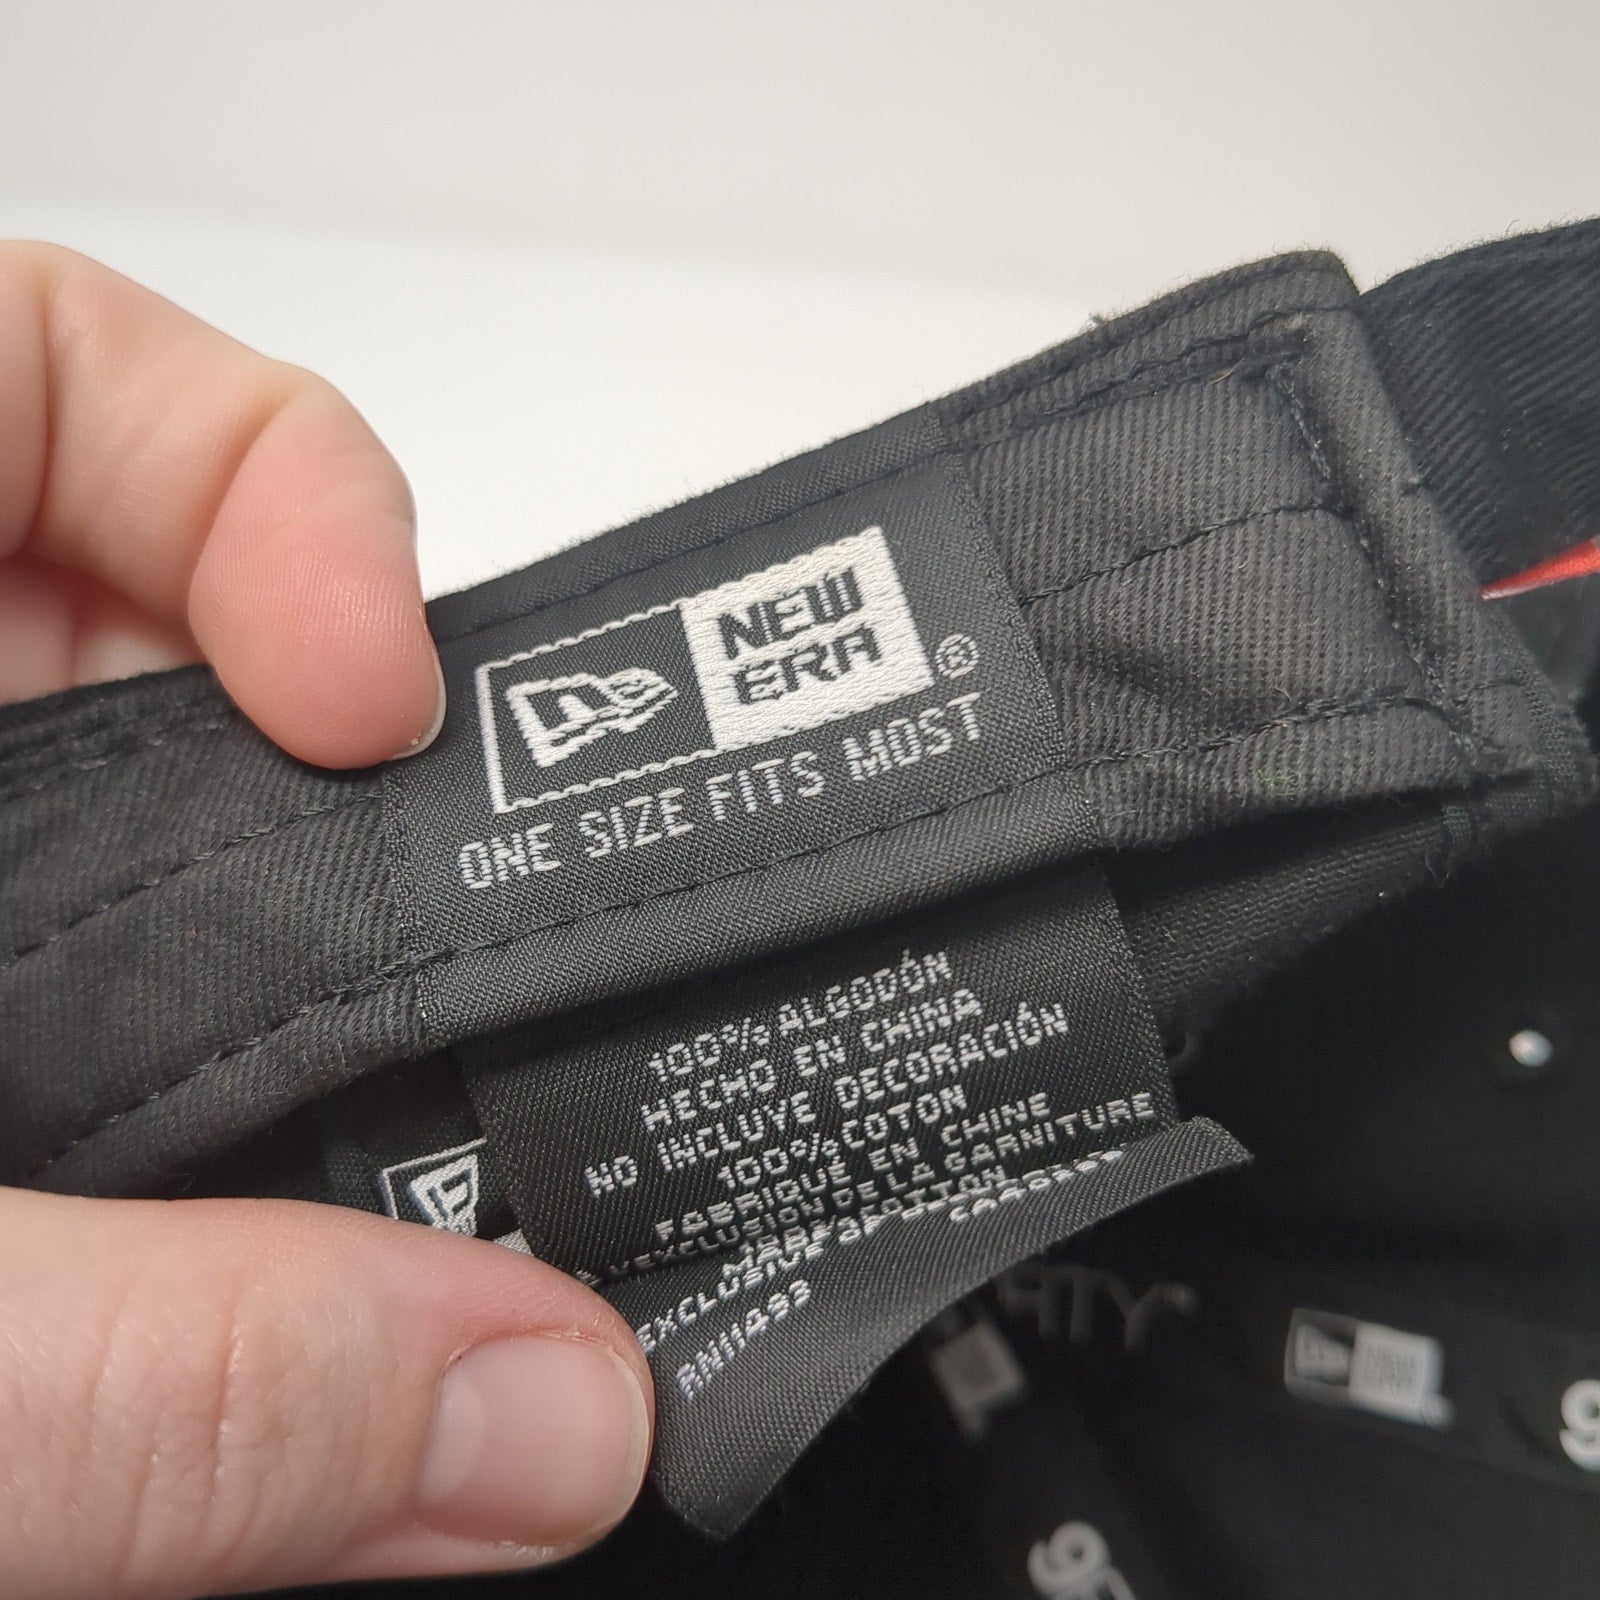 NEW
ERA
®
ONE SIZE FITS MOST
100% ALGODÓN
HECHO EN CHINA
NO INCLUYE DECORACIÓN
100% COTON
FABRIQUÉ EN CHINE
EXCLUSION DE LA GARNITURE
RN11493